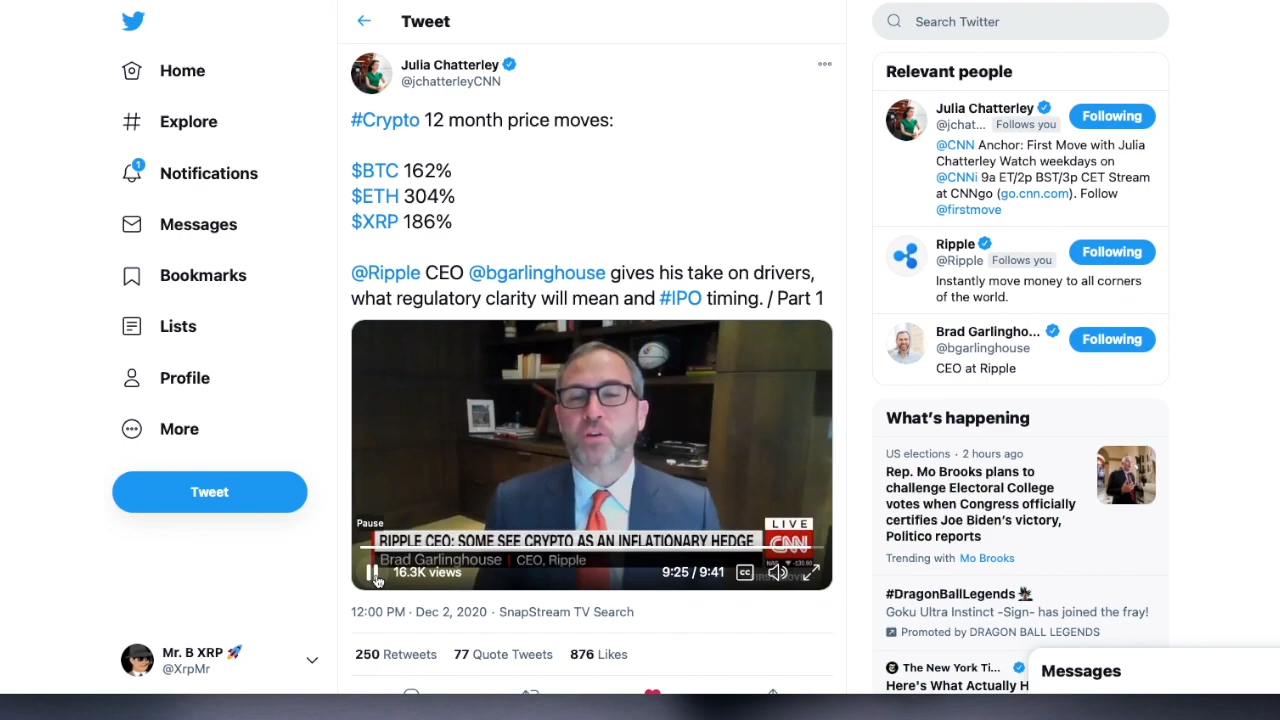 Home
Explore
1
Notifications
Messages
Bookmarks
Lists
Profile
More
Tweet
Mr. B XRP 🚀
@XrpMr
Tweet
Julia Chatterley
@jchatterleyCNN
#Crypto 12 month price moves:
$BTC 162%
$ETH 304%
$XRP 186%
@Ripple CEO @bgarlinghouse gives his take on drivers,
what regulatory clarity will mean and #IPO timing. / Part 1
Pause
LIVE
RIPPLE CEO: SOME SEE CRYPTO AS AN INFLATIONARY HEDGE
CNN
Brad Garlinghouse | CEO, Ripple
16.3K views
9:25 / 9:41
CC
12:00 PM · Dec 2, 2020 · SnapStream TV Search
250 Retweets 77 Quote Tweets 876 Likes
Search Twitter
Relevant people
Julia Chatterley
@jchat... Follows you
Following
@CNN Anchor: First Move with Julia
Chatterley Watch weekdays on
@CNNi 9a ET/2p BST/3p CET Stream
at CNNgo (go.cnn.com). Follow
@firstmove
Ripple
@Ripple Follows you
Following
Instantly move money to all corners
of the world.
Brad Garlingho...
@bgarlinghouse
Following
CEO at Ripple
What's happening
US elections · 2 hours ago
Rep. Mo Brooks plans to
challenge Electoral College
votes when Congress officially
certifies Joe Biden's victory,
Politico reports
Trending with Mo Brooks
#DragonBallLegends
Goku Ultra Instinct -Sign- has joined the fray!
Promoted by DRAGON BALL LEGENDS
The New York Ti...
Here's What Actually H
Messages